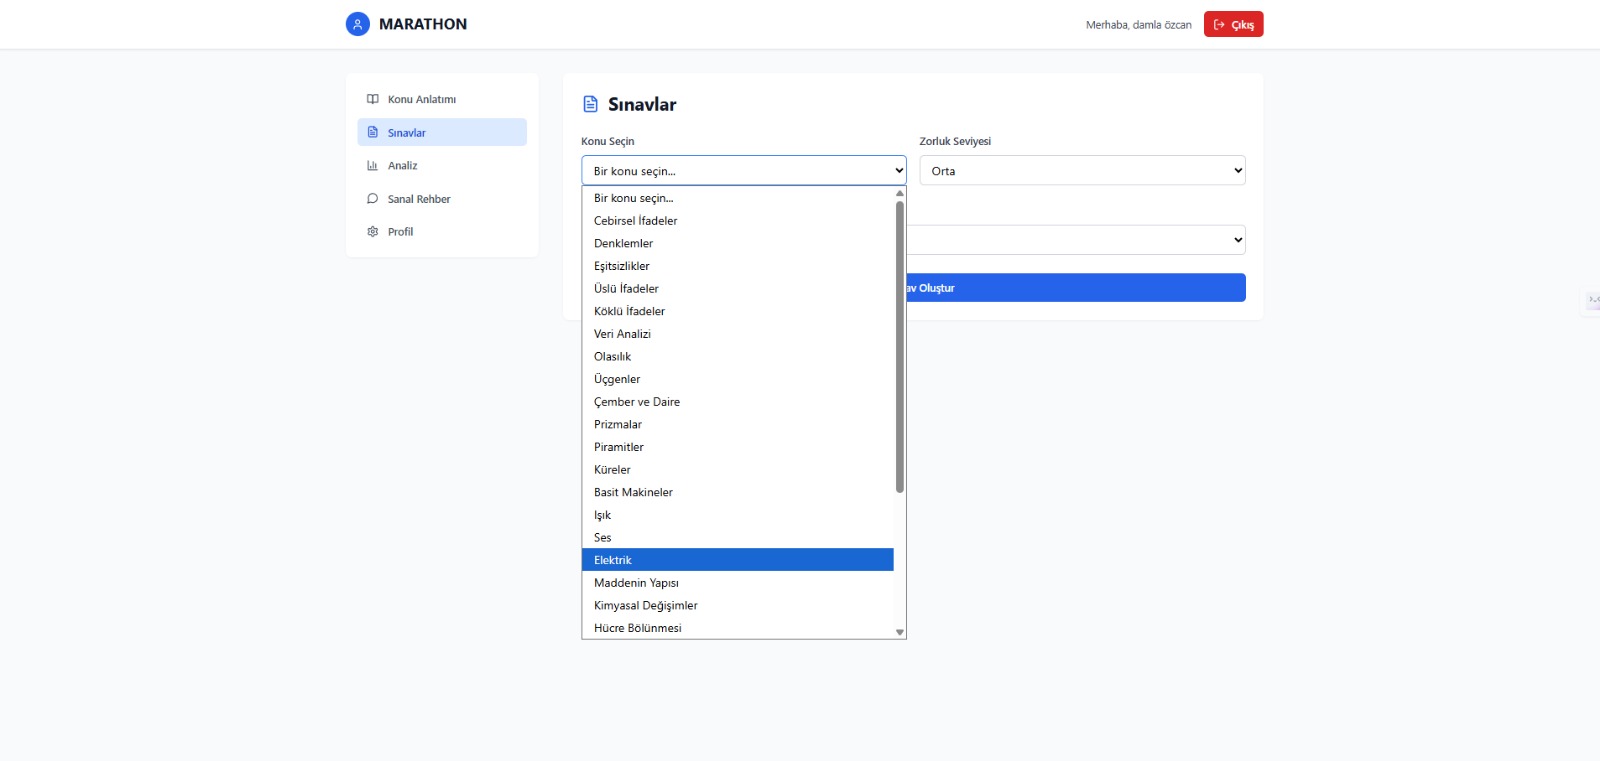 MARATHON
Merhaba, damla özcan
Çıkış
Konu Anlatımı
Sınavlar
Analiz
Sanal Rehber
Profil
Sınavlar
Konu Seçin
Zorluk Seviyesi
Bir konu seçin...
Orta
Bir konu seçin...
Cebirsel İfadeler
Denklemler
Eşitsizlikler
Üslü İfadeler
Köklü İfadeler
Veri Analizi
Olasılık
Üçgenler
Çember ve Daire
Prizmalar
Piramitler
Küreler
Basit Makineler
Işık
Ses
Elektrik
Maddenin Yapısı
Kimyasal Değişimler
Hücre Bölünmesi
av Oluştur